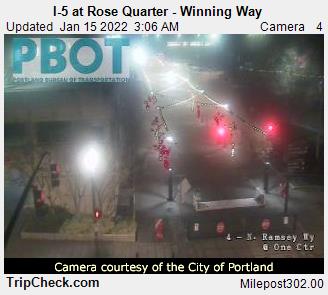 I-5 at Rose Quarter - Winning Way
Updated Jan 15 2022 3:06 AM Camera 4
PBOT
PORTLAND BUREAU OF TRANSPORTATION
4 - N. Ramsey Wy
@ One Ctr
Camera courtesy of the City of Portland
TripCheck.com Milepost302.00